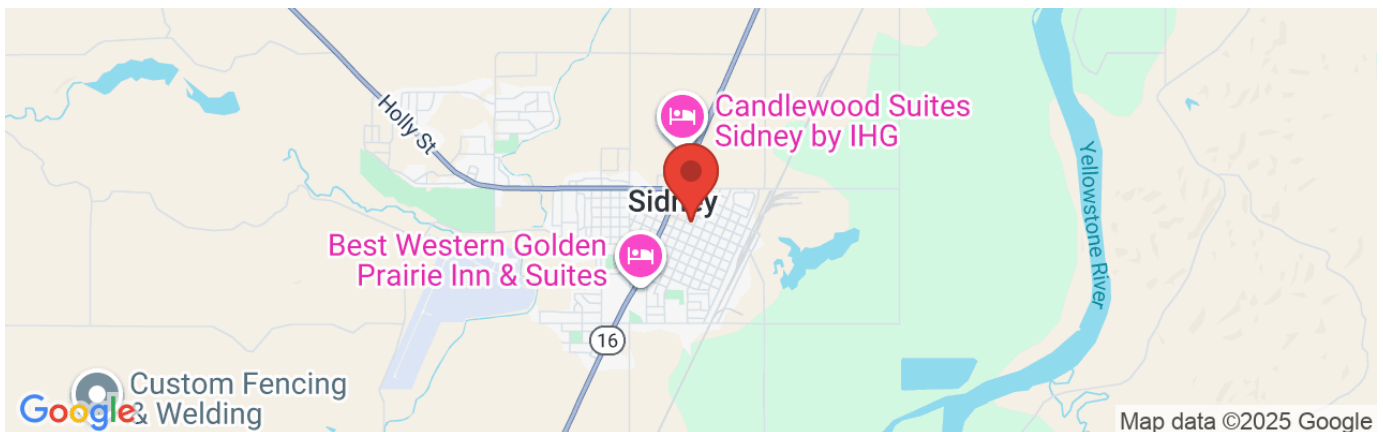 Holly St
Candlewood Suites
Sidney by IHG
Sidney
Yellowstone River
Best Western Golden
Prairie Inn & Suites
16
Custom Fencing
& Welding
Google
Map data ©2025 Google